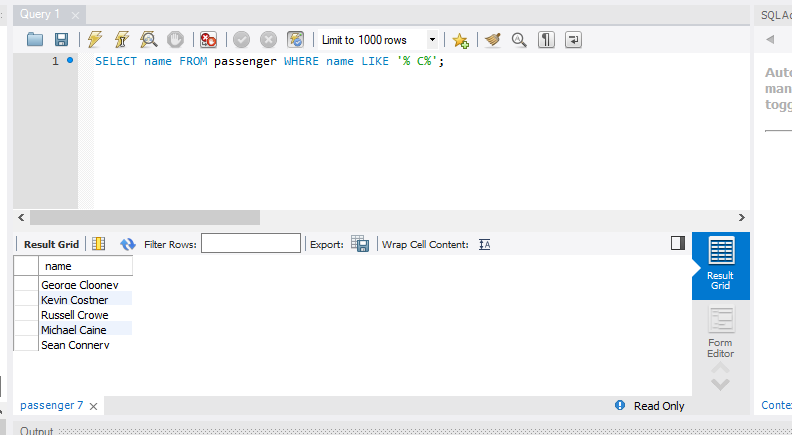 Query 1
SQL Ad
Limit to 1000 rows
Auto
man
togg
1 SELECT name FROM passenger WHERE name LIKE '% C%';
Result Grid Filter Rows: Export: Wrap Cell Content:
name
George Clooney
Kevin Costner
Russell Crowe
Michael Caine
Sean Connery
Result
Grid
Form
Editor
passenger 7
Read Only
Conte
Output